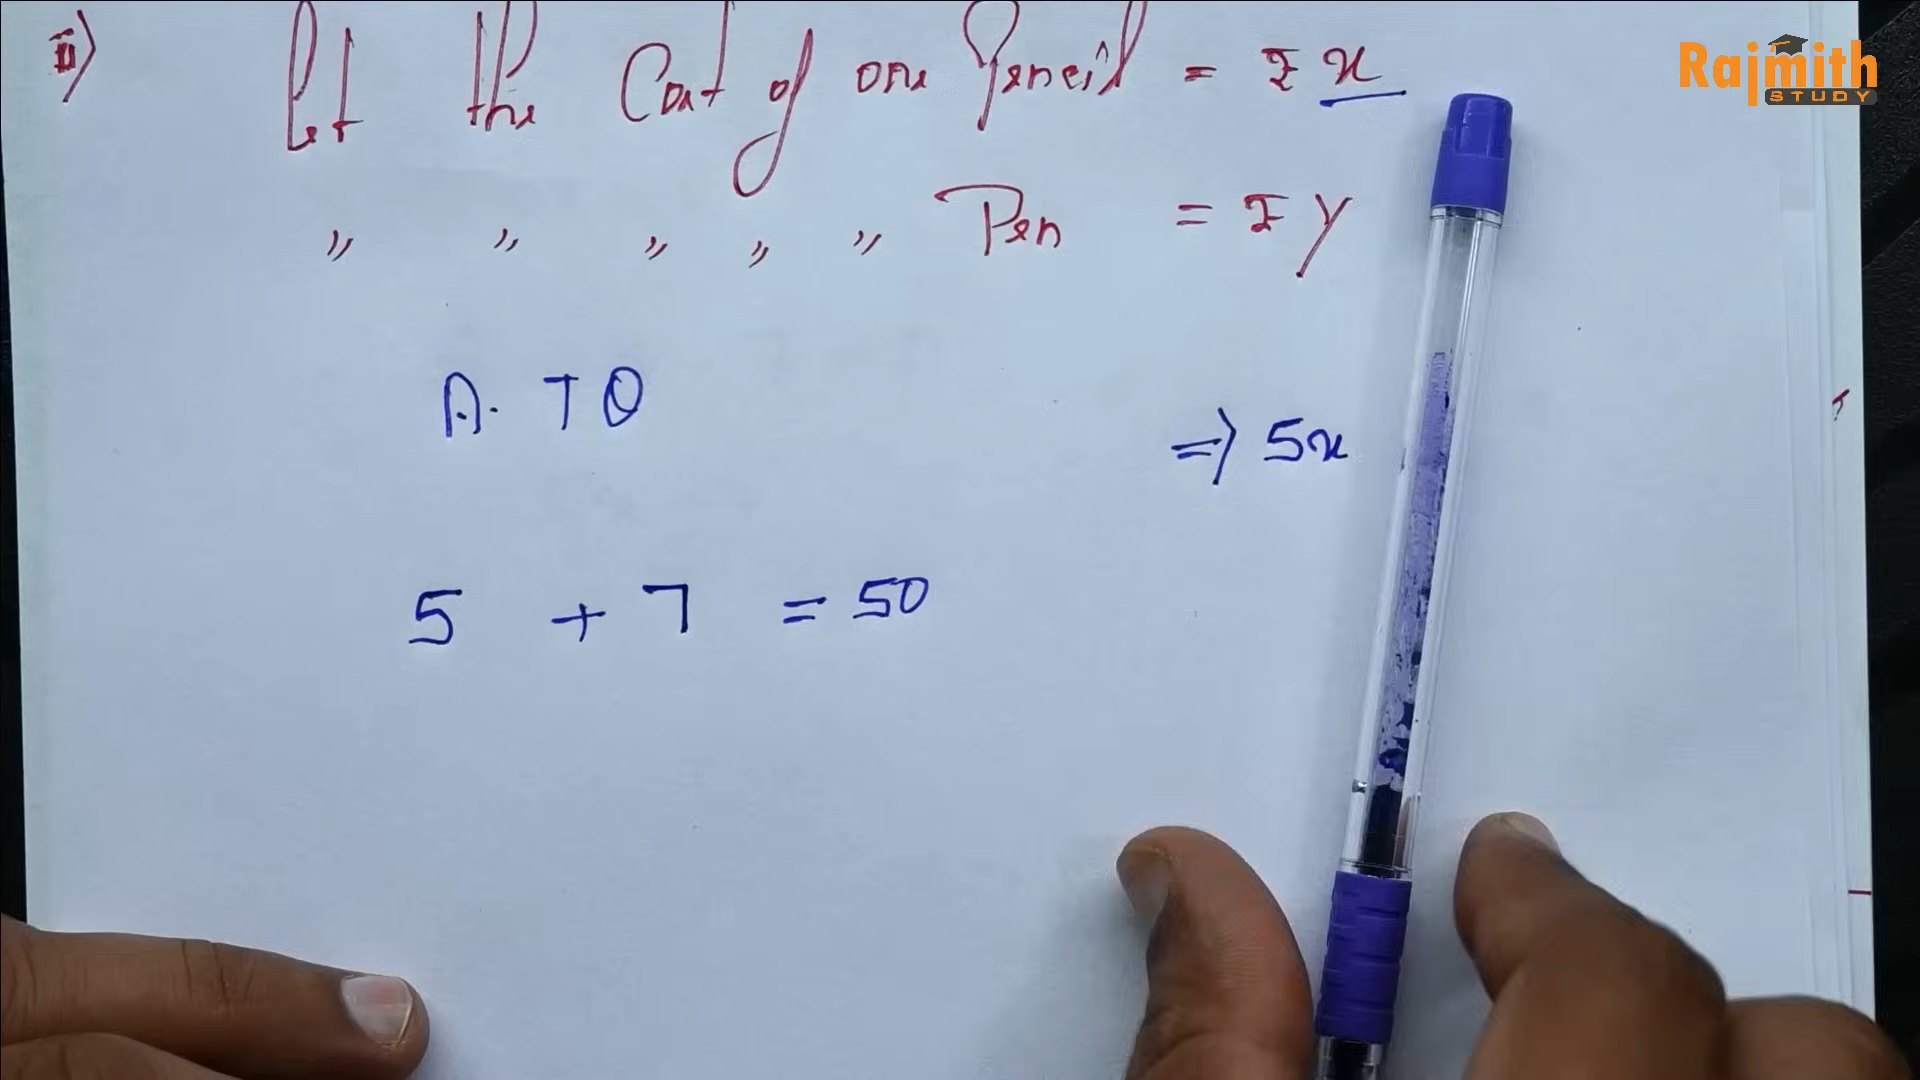 ii) Let the Cost of one Pencil = ₹ x
,, ,, ,, ,, ,, Pen = ₹ y
A. T Q
=> 5x
5 + 7 = 50
Rajmith
STUDY